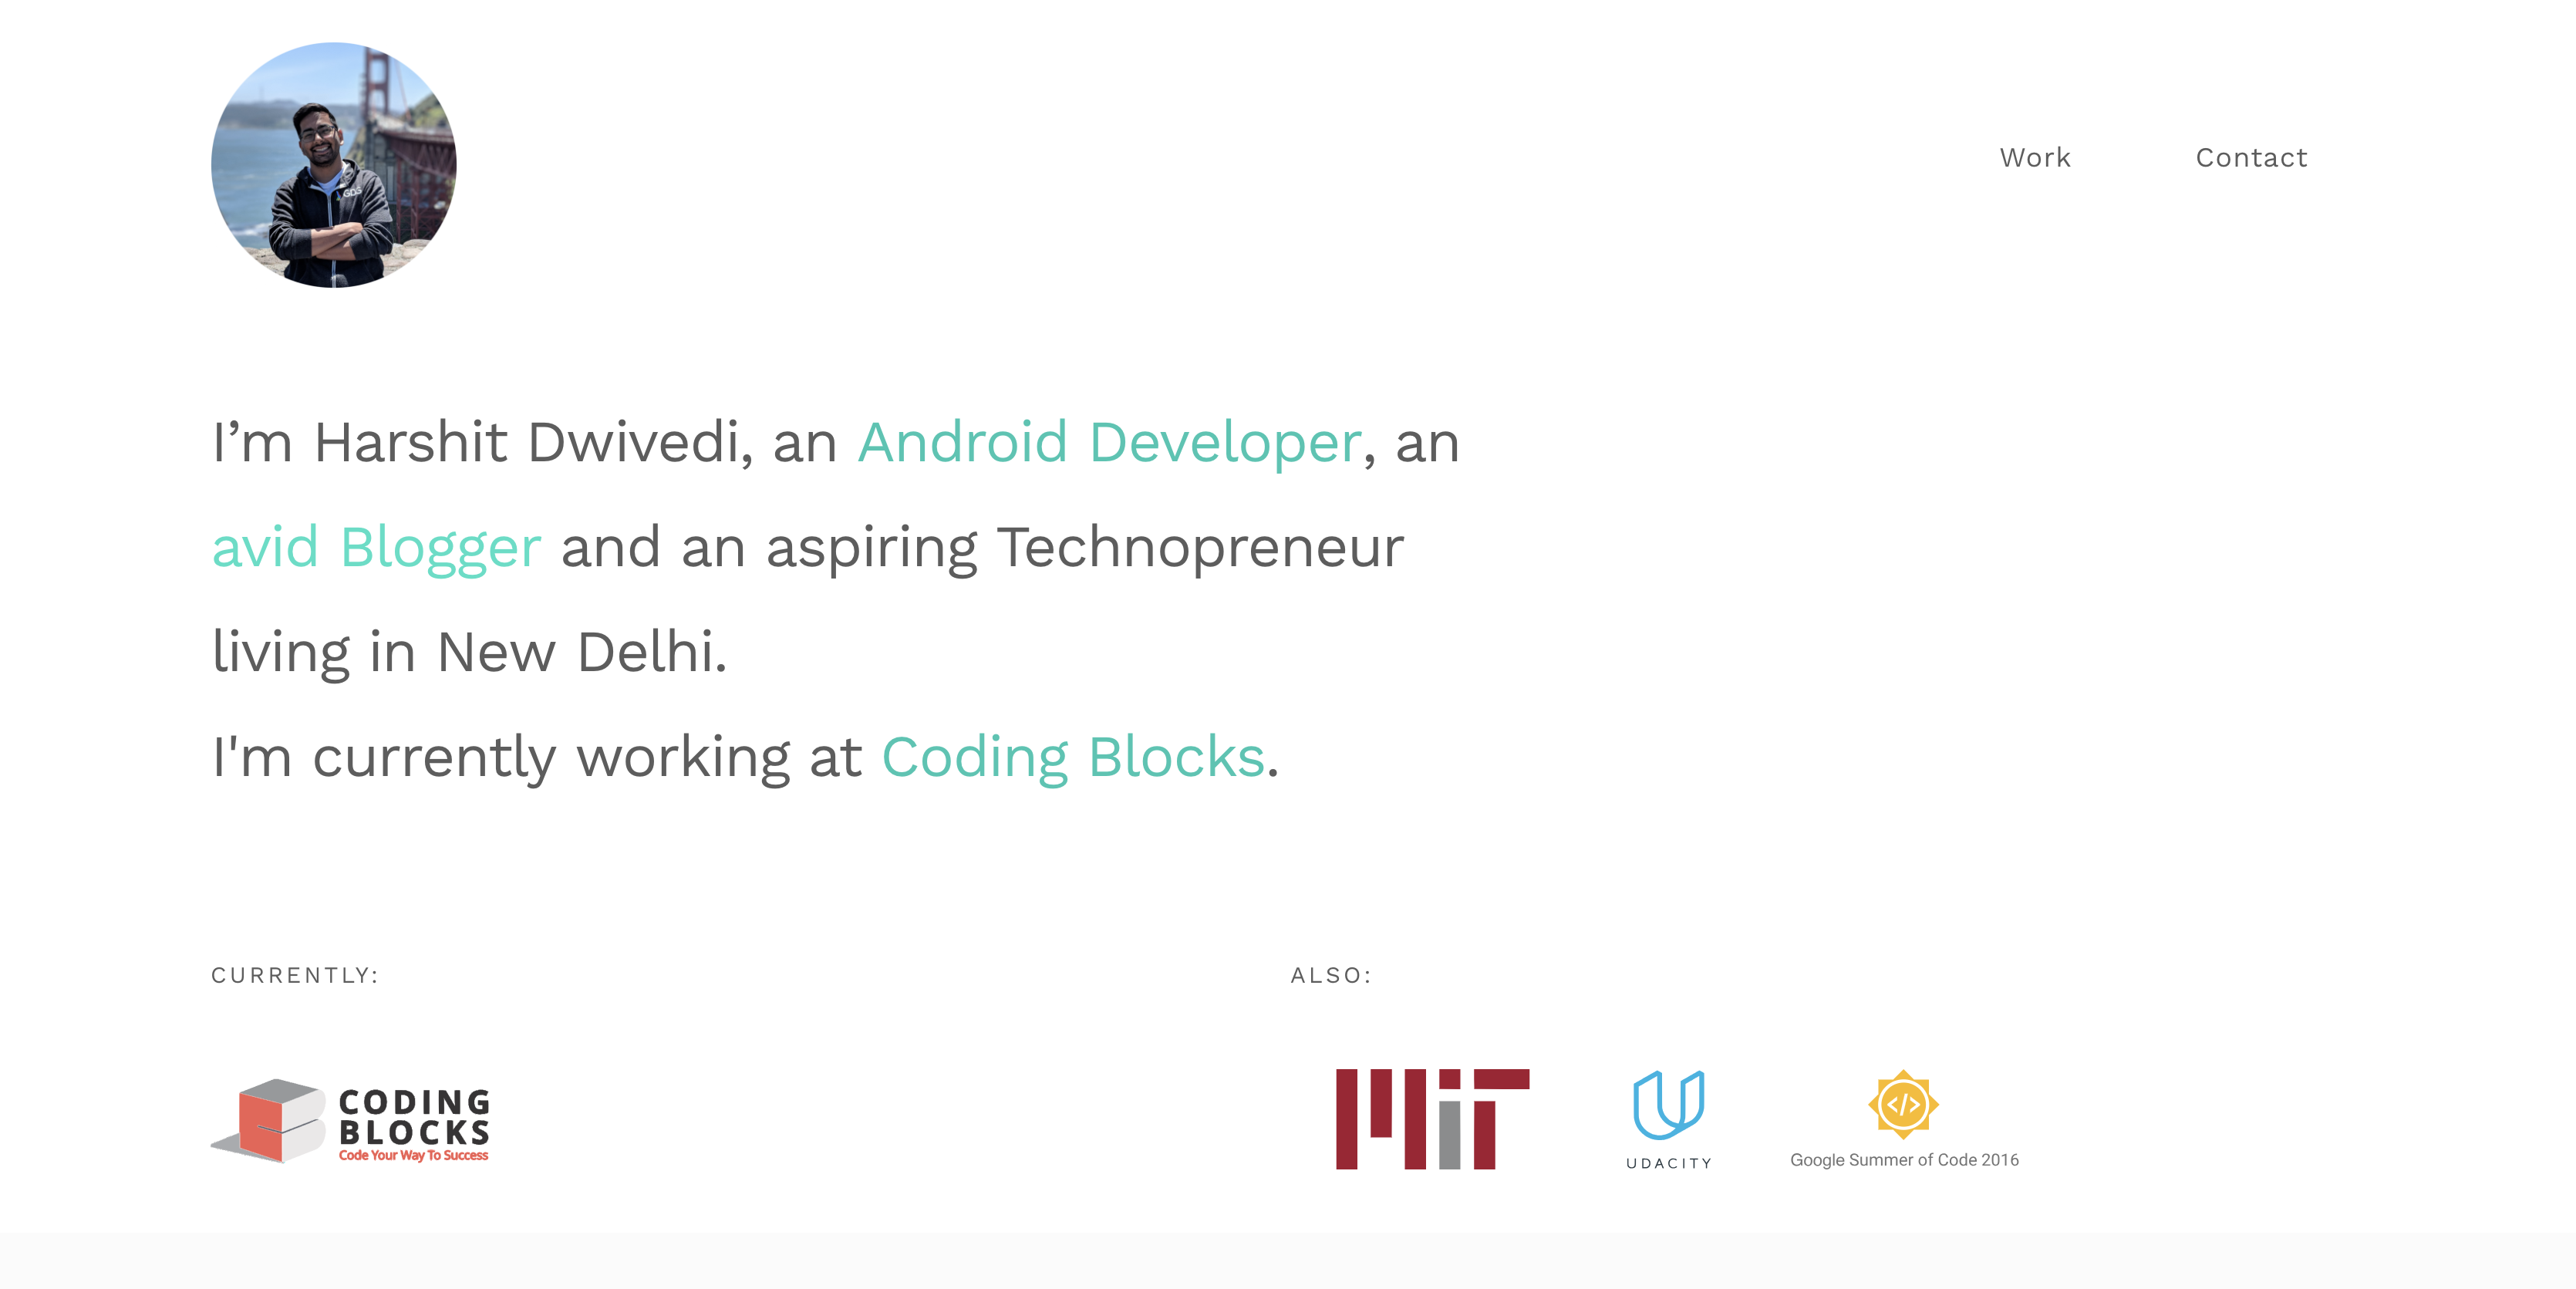 GDG
Work
Contact
I’m Harshit Dwivedi, an Android Developer, an
avid Blogger and an aspiring Technopreneur
living in New Delhi.
I'm currently working at Coding Blocks.
CURRENTLY:
ALSO:
CODING
BLOCKS
Code Your Way To Success
MIT
UDACITY
Google Summer of Code 2016